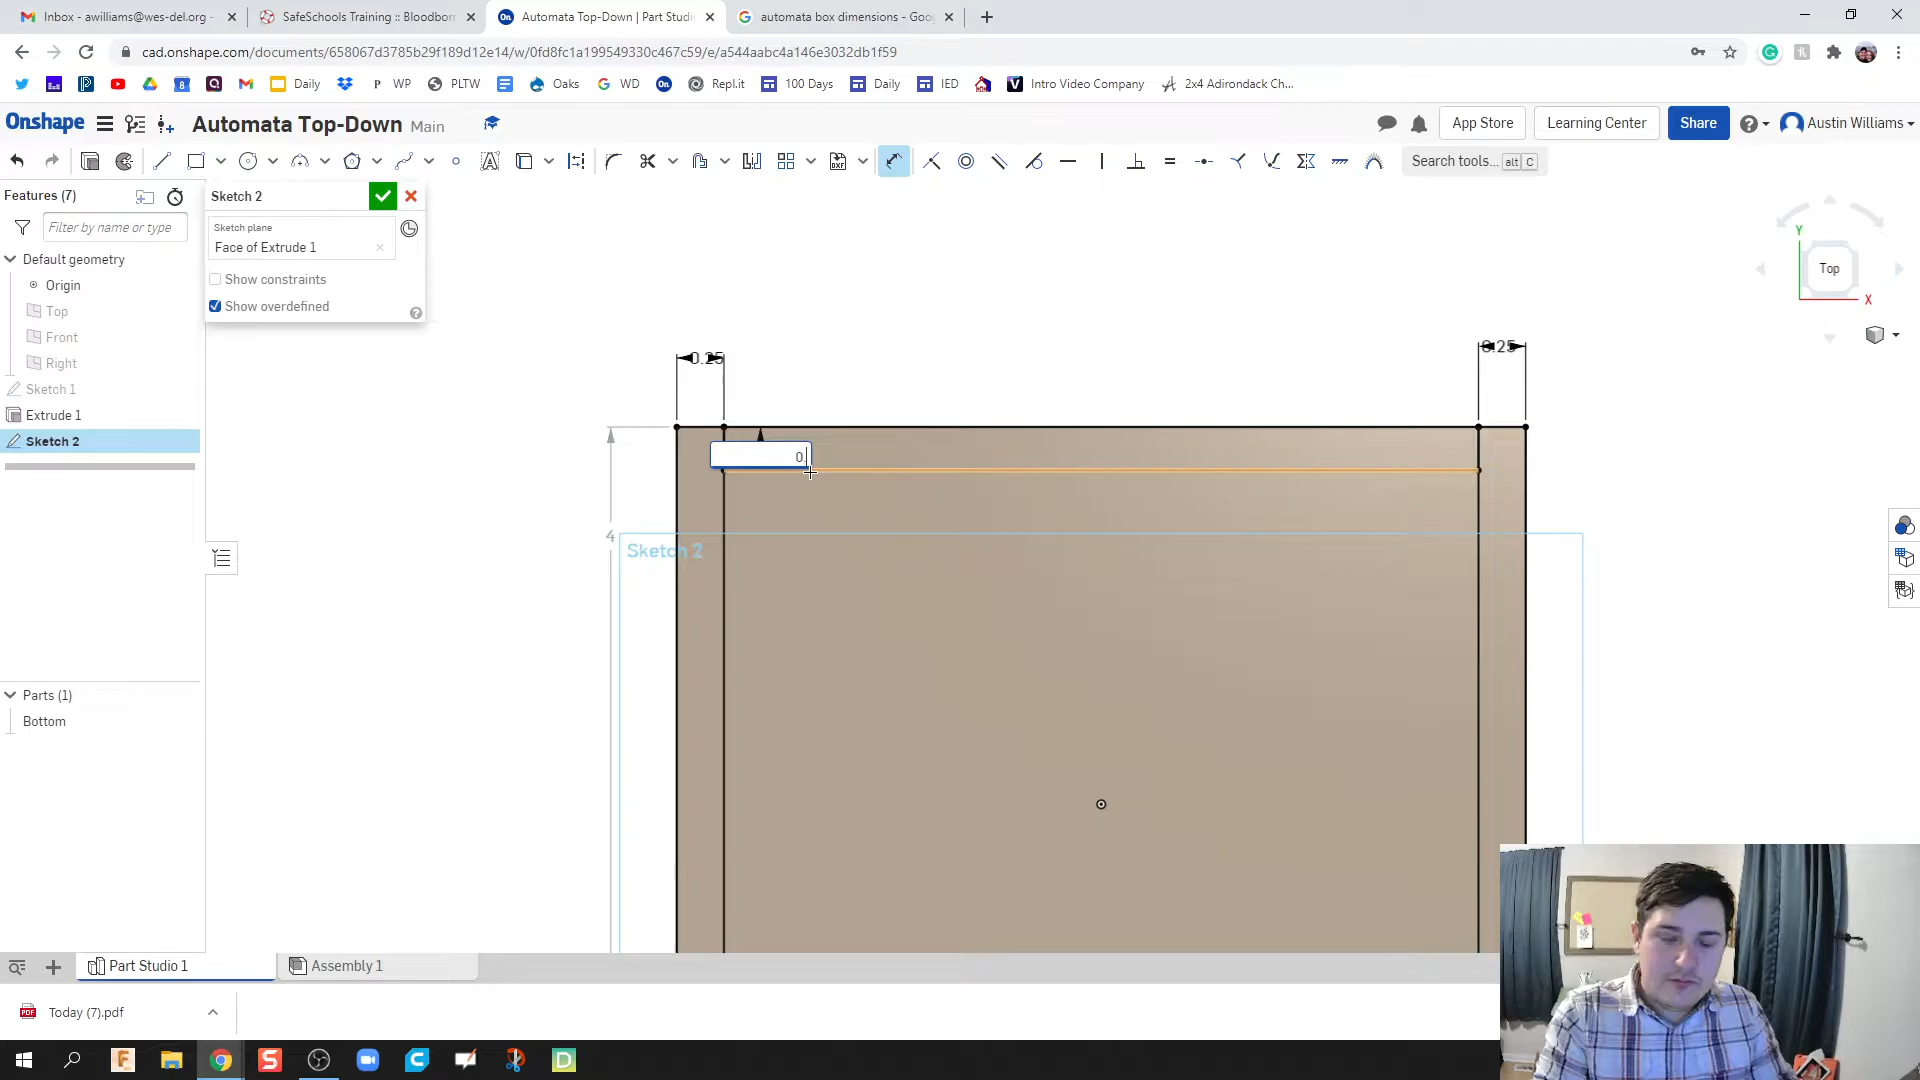 Inbox - awilliams@wes-del.org -
SafeSchools Training :: Bloodbor
Automata Top-Down | Part Studio
automata box dimensions - Goo
cad.onshape.com/documents/658067d3785b29f189d12e14/w/0fd8fc1a199549330c467c59/e/a544aabc4a146e3032db1f59
Daily
P WP
PLTW
Oaks
WD
Repl.it
100 Days
Daily
IED
Intro Video Company
2x4 Adirondack Ch...
Onshape
Automata Top-Down Main
App Store
Learning Center
Share
Austin Williams
Search tools... alt C
Features (7)
Filter by name or type
Default geometry
Origin
Top
Front
Right
Sketch 1
Extrude 1
Sketch 2
Sketch 2
Sketch plane
Face of Extrude 1
Show constraints
Show overdefined
Y
Top
X
0.25
0.25
0.
4
Sketch 2
Parts (1)
Bottom
Part Studio 1
Assembly 1
Today (7).pdf